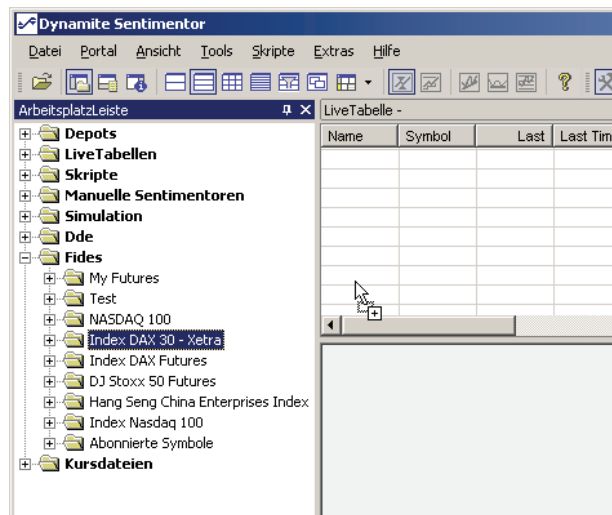 Dynamite Sentimentor
Datei Portal Ansicht Tools Skripte Extras Hilfe
ArbeitsplatzLeiste
LiveTabelle -
Name Symbol Last Last Tim
Depots
LiveTabellen
Skripte
Manuelle Sentimentoren
Simulation
Dde
Fides
My Futures
Test
NASDAQ 100
Index DAX 30 - Xetra
Index DAX Futures
DJ Stoxx 50 Futures
Hang Seng China Enterprises Index
Index Nasdaq 100
Abonnierte Symbole
Kursdateien